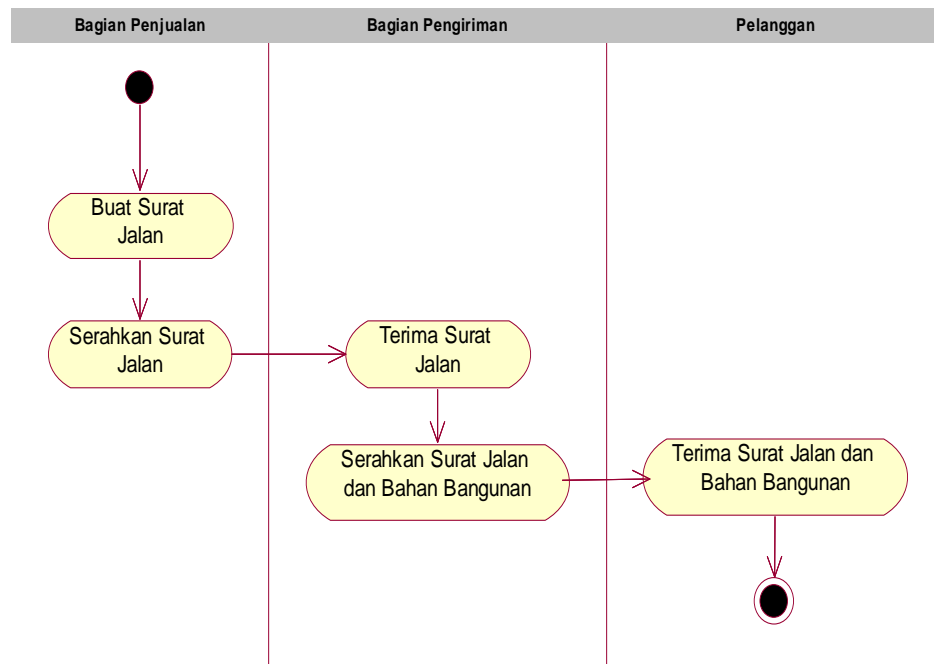 Bagian Penjualan
Bagian Pengiriman
Pelanggan
Buat Surat
Jalan
Serahkan Surat
Jalan
Terima Surat
Jalan
Serahkan Surat Jalan
dan Bahan Bangunan
Terima Surat Jalan dan
Bahan Bangunan